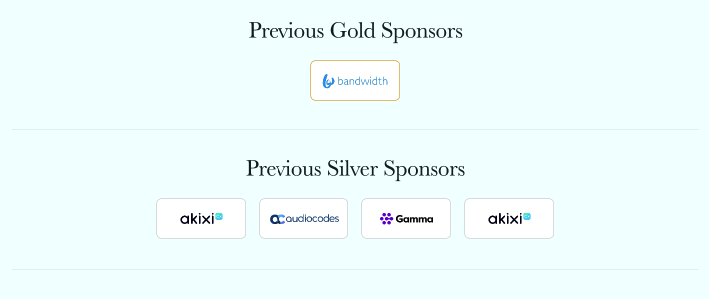 Previous Gold Sponsors
bandwidth
Previous Silver Sponsors
akixi audiocodes Gamma akixi